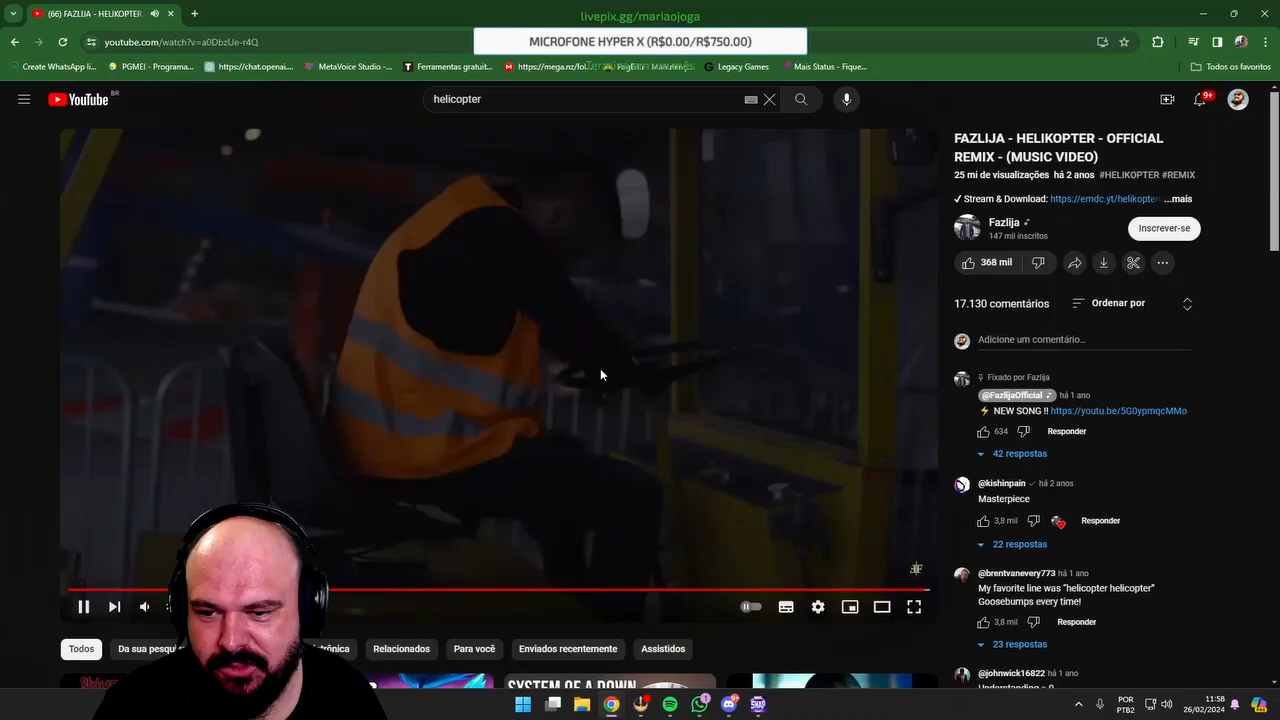 (66) FAZLIJA - HELIKOPTER -
livepix.gg/mariaojoga
youtube.com/watch?v=a0DbzUe-r4Q
MICROFONE HYPER X (R$0.00/R$750.00)
Create WhatsApp li...
PGMEI - Programa...
https://chat.openai....
MetaVoice Studio -...
Ferramentas gratuit...
https://mega.nz/fol...
Legacy Games
Mais Status - Fique...
Todos os favoritos
YouTube BR
helicopter
9+
FAZLIJA - HELIKOPTER - OFFICIAL
REMIX - (MUSIC VIDEO)
25 mi de visualizações há 2 anos #HELIKOPTER #REMIX
✓ Stream & Download: https://emdc.yt/helikopter ...mais
Fazlija
147 mil inscritos
Inscrever-se
368 mil
17.130 comentários
Ordenar por
Adicione um comentário...
Fixado por Fazlija
@FazlijaOfficial há 1 ano
⚡ NEW SONG !! https://youtu.be/5G0ypmqcMMo
634 Responder
42 respostas
@kishinpain há 2 anos
Masterpiece
3,8 mil Responder
22 respostas
@brentvanevery773 há 1 ano
My favorite line was "helicopter helicopter"
Goosebumps every time!
3,8 mil Responder
23 respostas
@johnwick16822 há 1 ano
Understanding = 0
Todos
Da sua pesqui
Relacionados
Para você
Enviados recentemente
Assistidos
SYSTEM OF A DOWN
POR
PTB2
11:58
26/02/2024